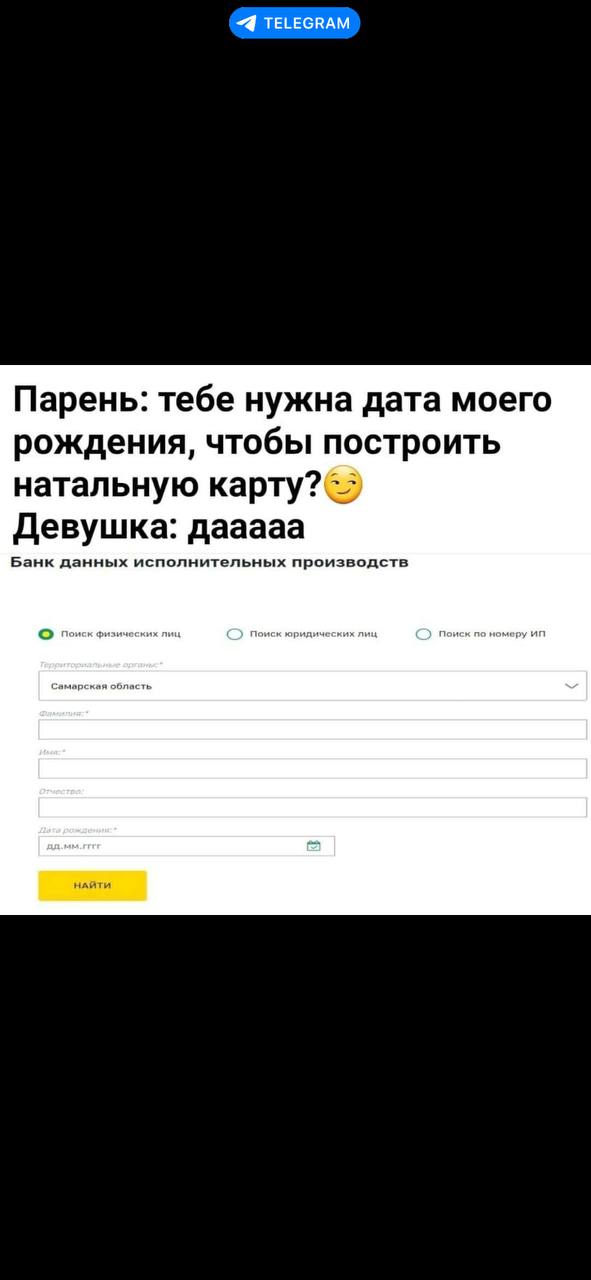 TELEGRAM
Парень: тебе нужна дата моего
рождения, чтобы построить
натальную карту?😏
Девушка: дааааа
Банк данных исполнительных производств
Поиск физических лиц Поиск юридических лиц Поиск по номеру ИП
Территориальные органы:*
Самарская область
Фамилия:*
Имя:*
Отчество:
Дата рождения:*
дд.мм.гггг
НАЙТИ